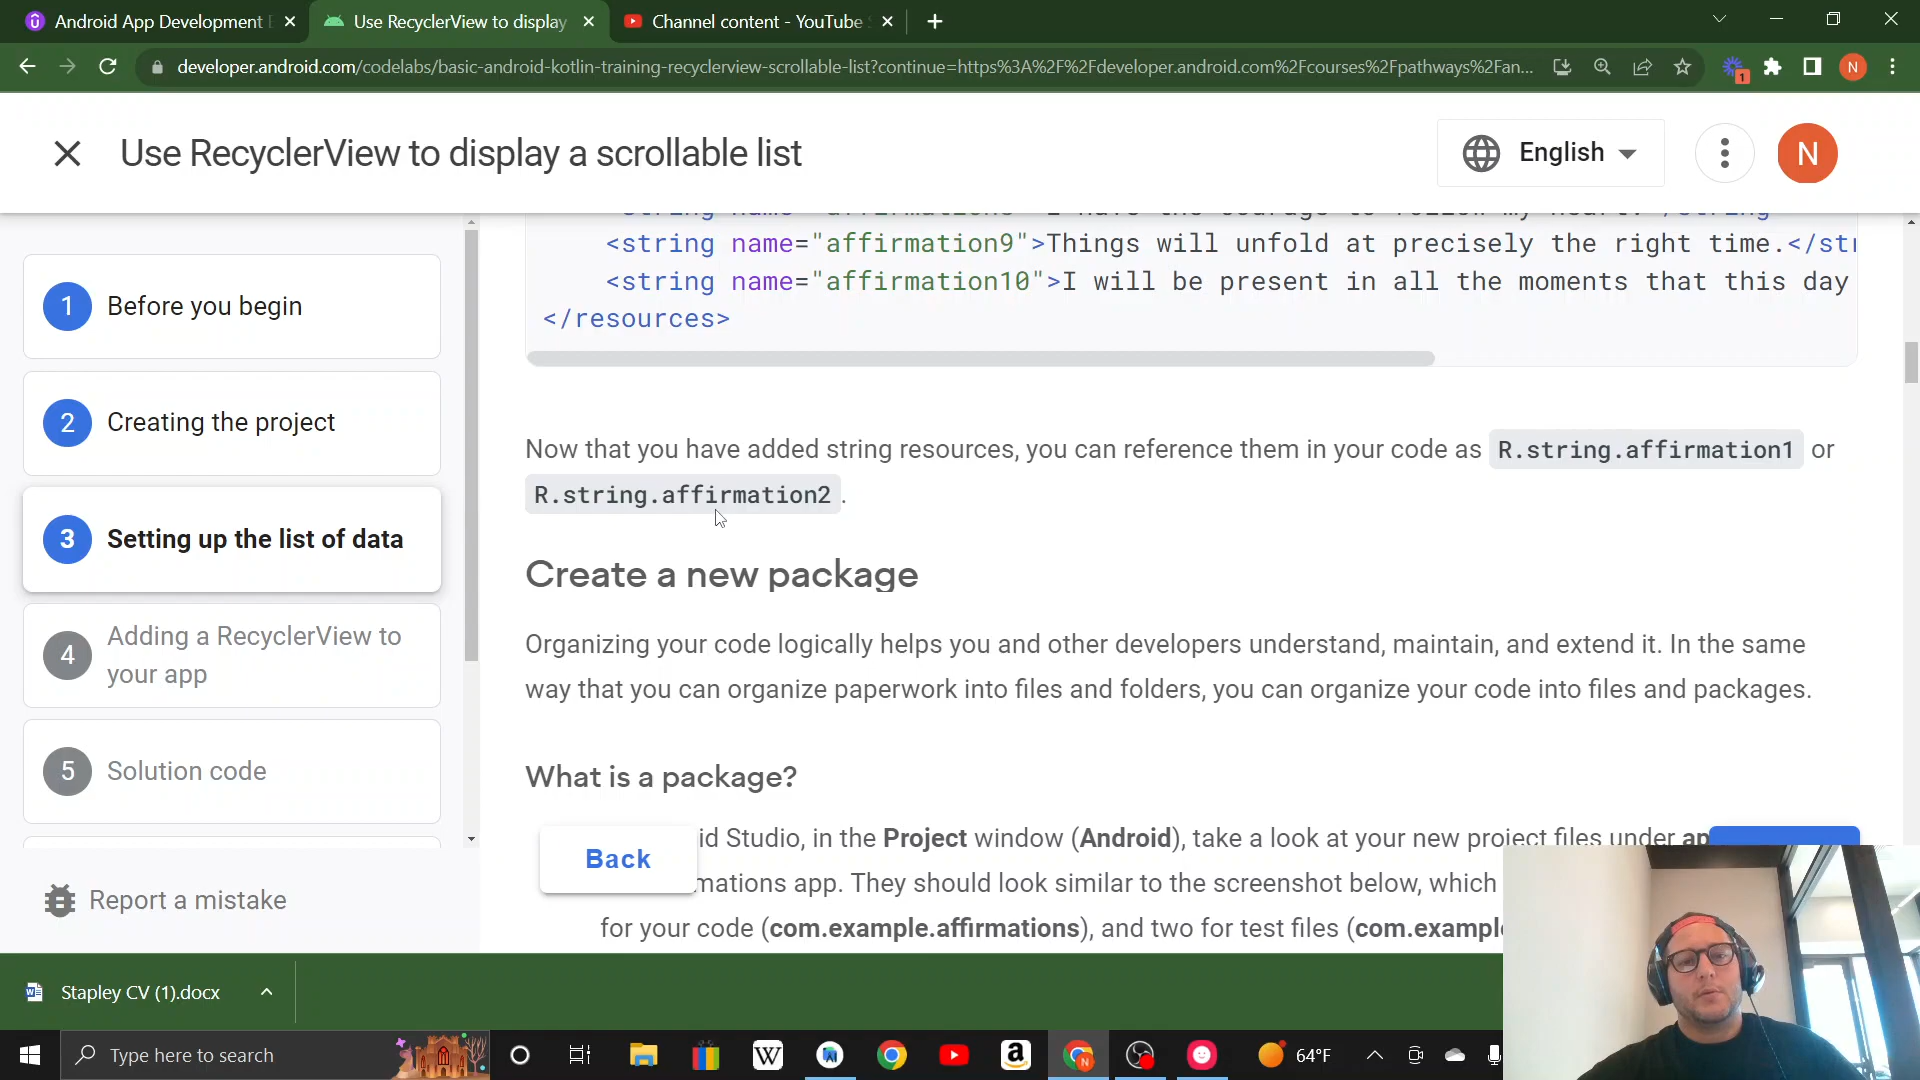 Android App Development
Use RecyclerView to display
Channel content - YouTube
developer.android.com/codelabs/basic-android-kotlin-training-recyclerview-scrollable-list?continue=https%3A%2F%2Fdeveloper.android.com%2Fcourses%2Fpathways%2Fan...
1
N
Use RecyclerView to display a scrollable list
English
N
1 Before you begin
2 Creating the project
3 Setting up the list of data
4 Adding a RecyclerView to
your app
5 Solution code
Report a mistake
<string name="affirmation9">Things will unfold at precisely the right time.</str
<string name="affirmation10">I will be present in all the moments that this day
</resources>
Now that you have added string resources, you can reference them in your code as R.string.affirmation1 or
R.string.affirmation2.
Create a new package
Organizing your code logically helps you and other developers understand, maintain, and extend it. In the same
way that you can organize paperwork into files and folders, you can organize your code into files and packages.
What is a package?
id Studio, in the Project window (Android), take a look at your new project files under ap
Back
mations app. They should look similar to the screenshot below, which
for your code (com.example.affirmations), and two for test files (com.exampl
Stapley CV (1).docx
Type here to search
64°F